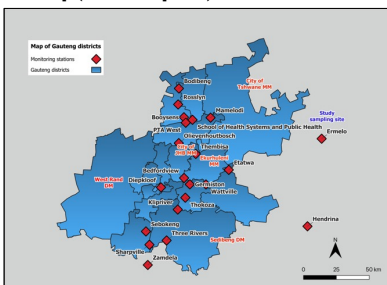 Map of Gauteng districts
Monitoring stations
Gauteng districts
Bodibeng
City of
Tshwane MM
Rosslyn
Mamelodi
Booysens
Study
sampling site
PTA West
School of Health Systems and Public Health
Ermelo
Olievenhoutbosch
City of
JHB MM
Thembisa
Ekurhuleni
MM
Etatwa
Bedfordview
West Rand
DM
Diepkloof
Germiston
Wattville
Kliprivier
Thokoza
Hendrina
Sebokeng
Three Rivers
Sedibeng DM
Sharpville
Zamdela
N
0 25 50 km